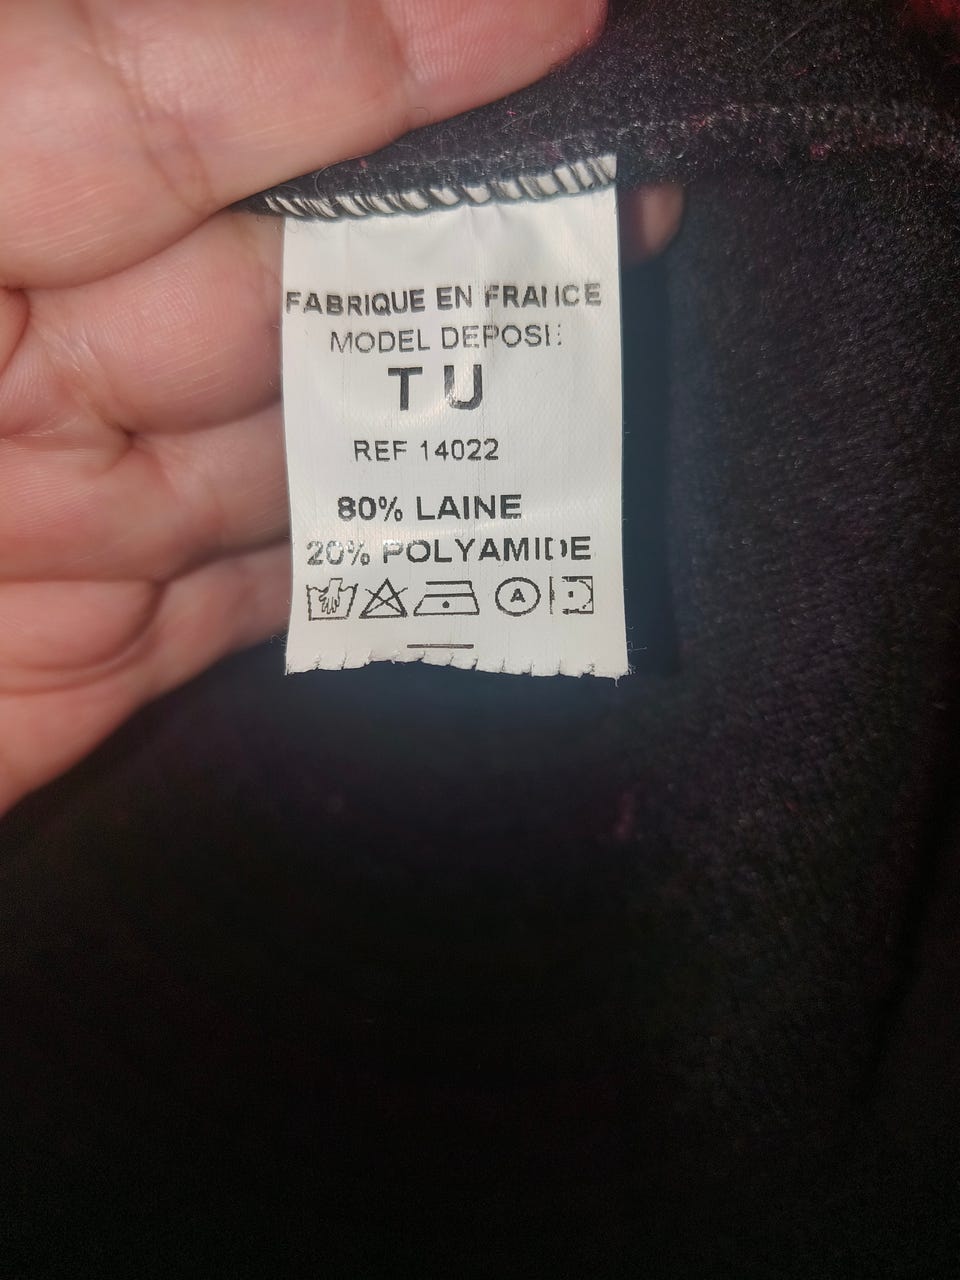 FABRIQUE EN FRANCE
MODEL DEPOSE
T U
REF 14022
80% LAINE
20% POLYAMIDE
A